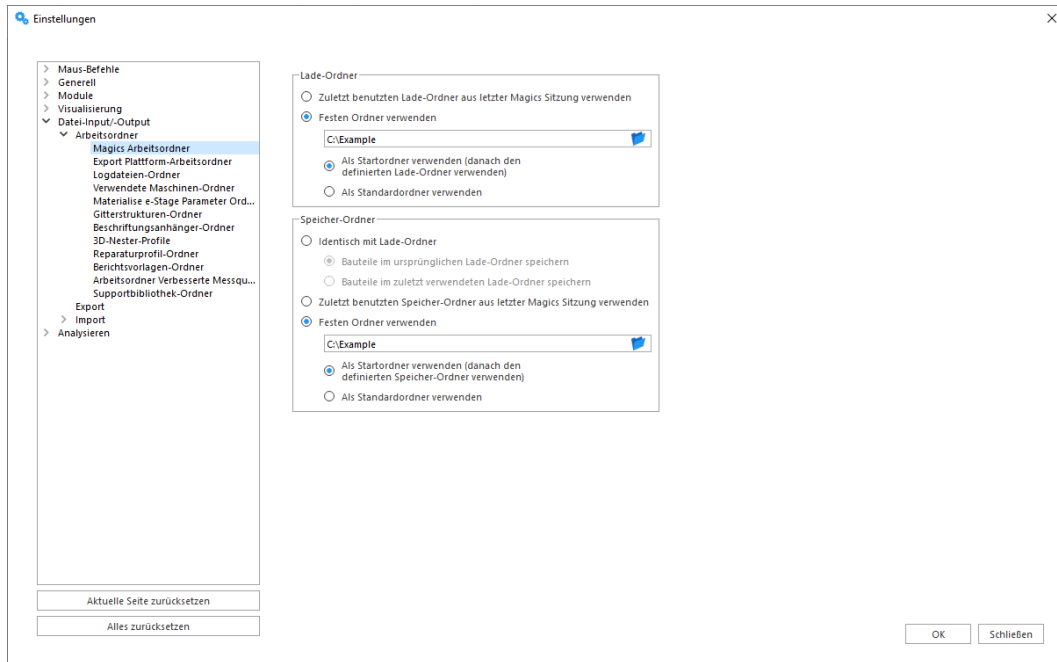 Einstellungen
Maus-Befehle
Generell
Module
Visualisierung
Datei-Input/-Output
Arbeitsordner
Magics Arbeitsordner
Export Plattform-Arbeitsordner
Logdateien-Ordner
Verwendete Maschinen-Ordner
Materialise e-Stage Parameter Ord...
Gitterstrukturen-Ordner
Beschriftungsanhänger-Ordner
3D-Nester-Profile
Reparaturprofil-Ordner
Berichtsvorlagen-Ordner
Arbeitsordner Verbesserte Messqu...
Supportbibliothek-Ordner
Export
Import
Analysieren
Aktuelle Seite zurücksetzen
Alles zurücksetzen
Lade-Ordner
Zuletzt benutzten Lade-Ordner aus letzter Magics Sitzung verwenden
Festen Ordner verwenden
C:\Example
Als Startordner verwenden (danach den
definierten Lade-Ordner verwenden)
Als Standardordner verwenden
Speicher-Ordner
Identisch mit Lade-Ordner
Bauteile im ursprünglichen Lade-Ordner speichern
Bauteile im zuletzt verwendeten Lade-Ordner speichern
Zuletzt benutzten Speicher-Ordner aus letzter Magics Sitzung verwenden
Festen Ordner verwenden
C:\Example
Als Startordner verwenden (danach den
definierten Speicher-Ordner verwenden)
Als Standardordner verwenden
OK
Schließen